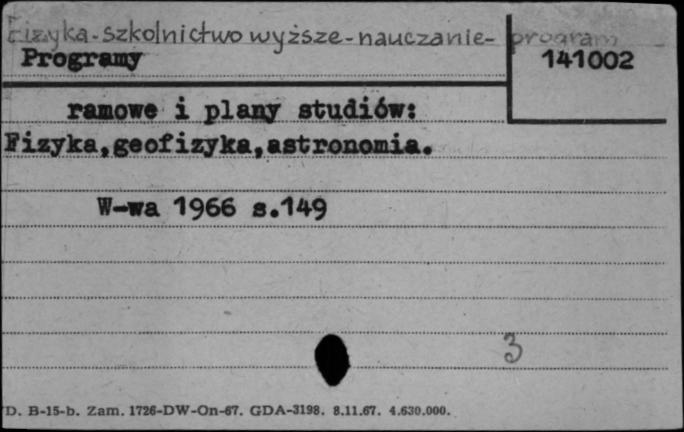 Fizyka-szkolnictwo wyższe-nauczanie-program
Programy
141002
ramowe i plany studiów:
Fizyka,geofizyka,astronomia.
W-wa 1966 s.149
3
D. B-15-b. Zam. 1726-DW-On-67. GDA-3198. 8.11.67. 4.630.000.